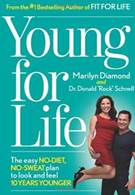 From the #1 Bestselling Author of FIT FOR LIFE
Young
for
Life
Marilyn Diamond
and
Dr. Donald 'Rock' Schnell
The easy NO-DIET,
NO-SWEAT plan
to look and feel
10 YEARS YOUNGER